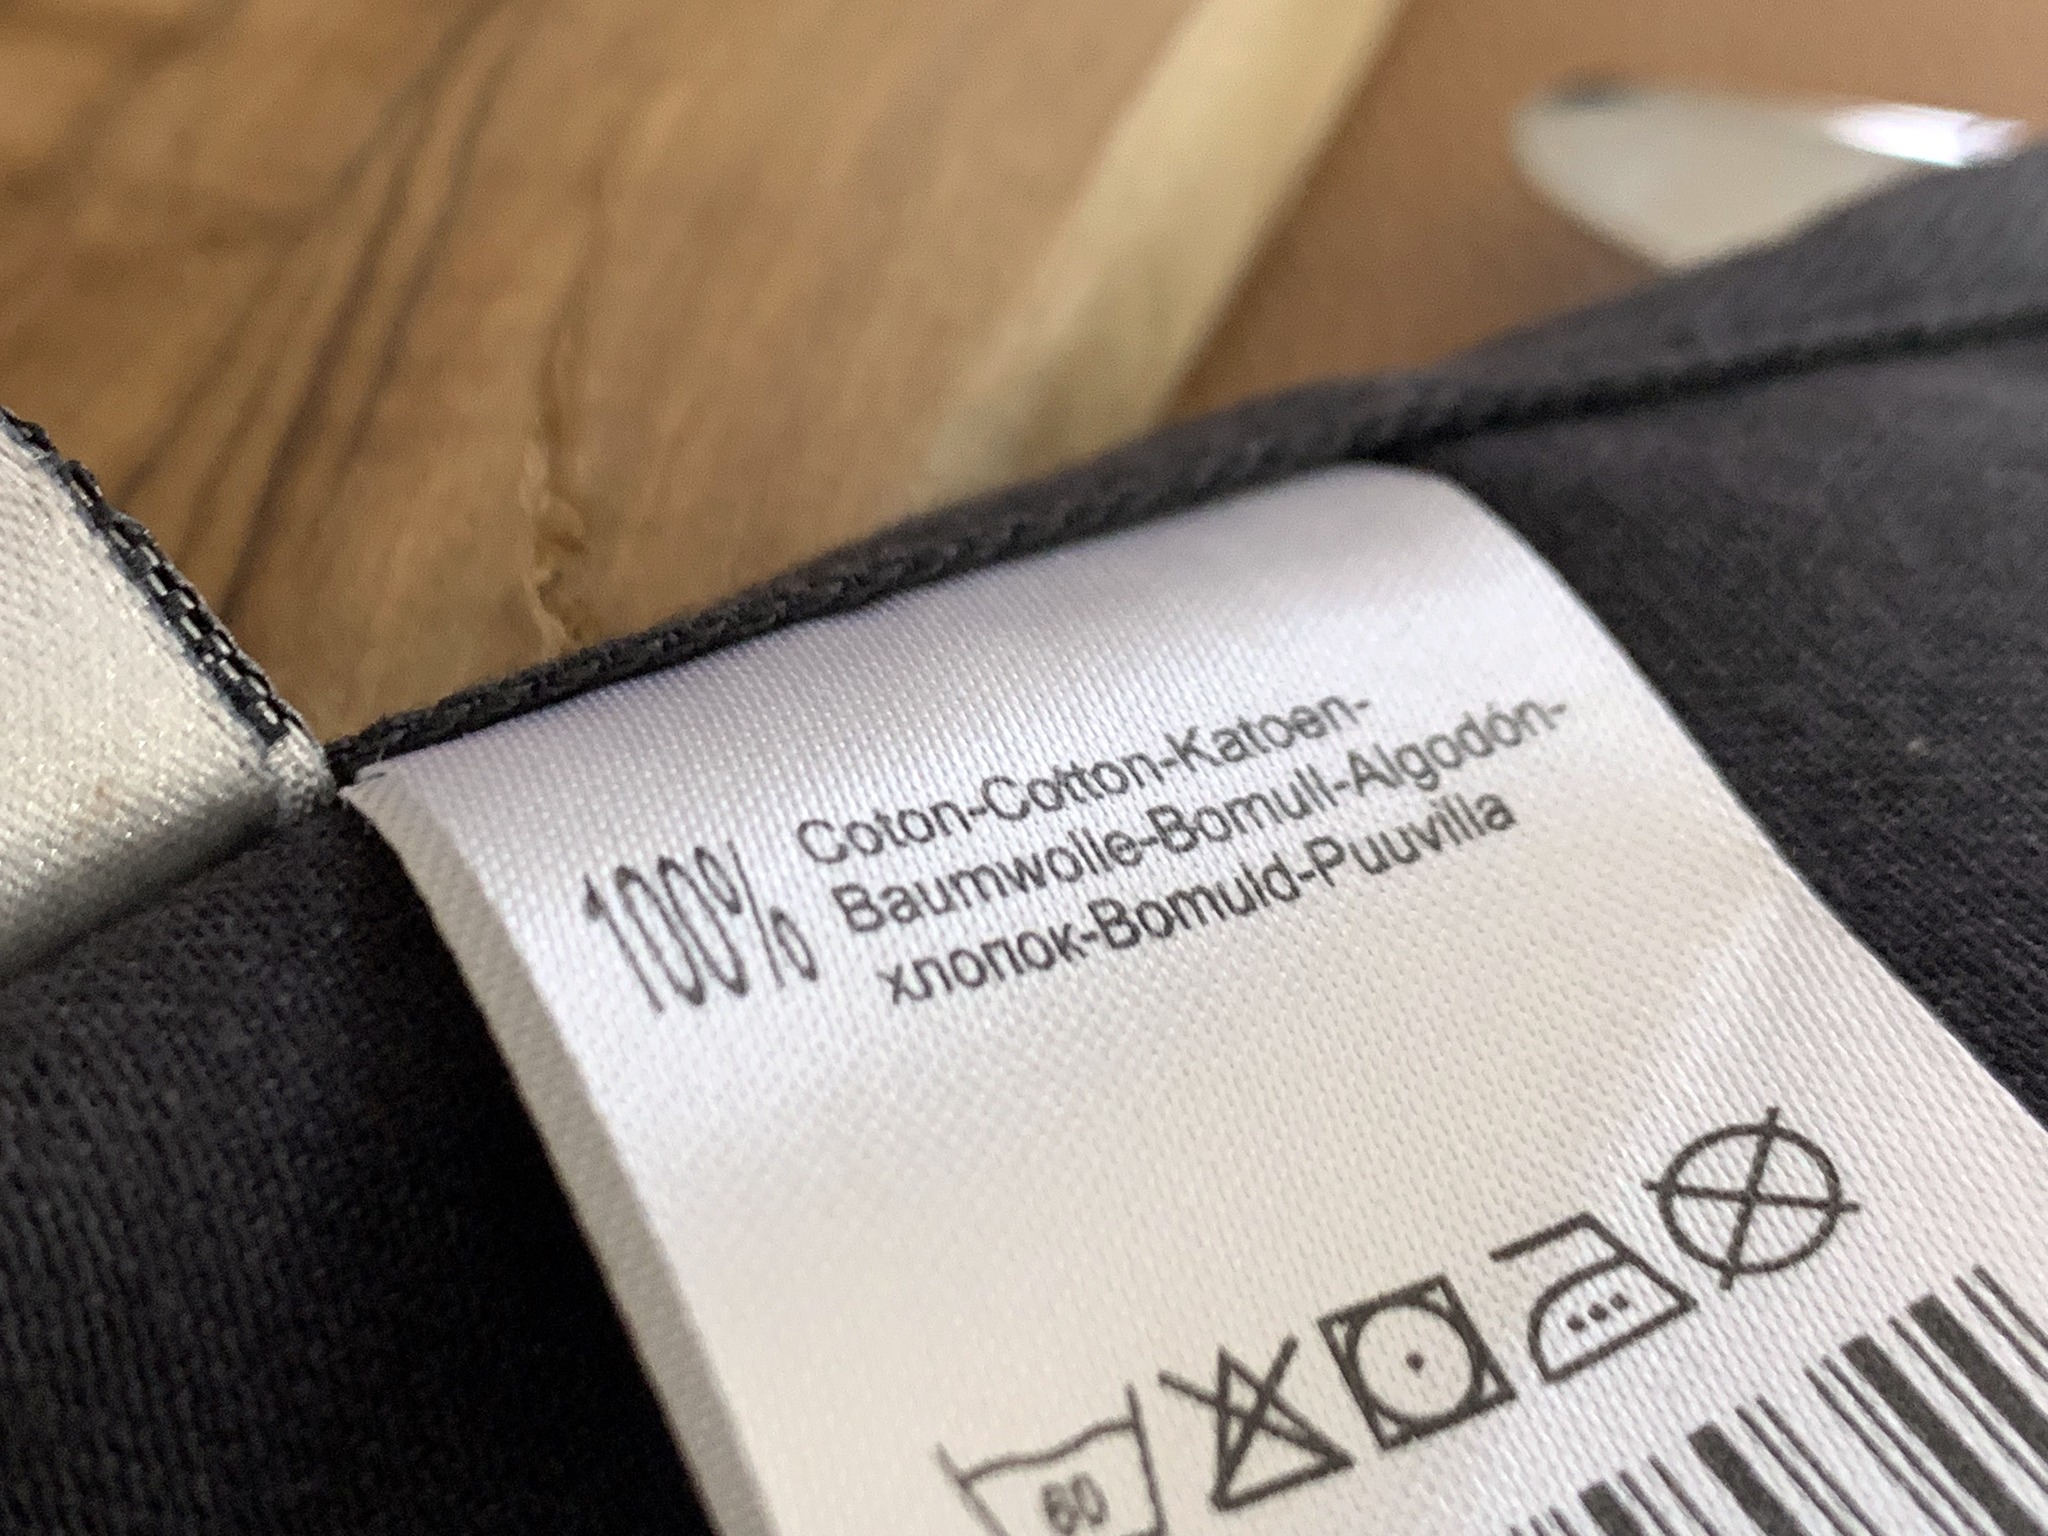 100%
Coton-Cotton-Katoen-
Baumwolle-Bomull-Algodón-
хлопок-Bomuld-Puuvilla
60